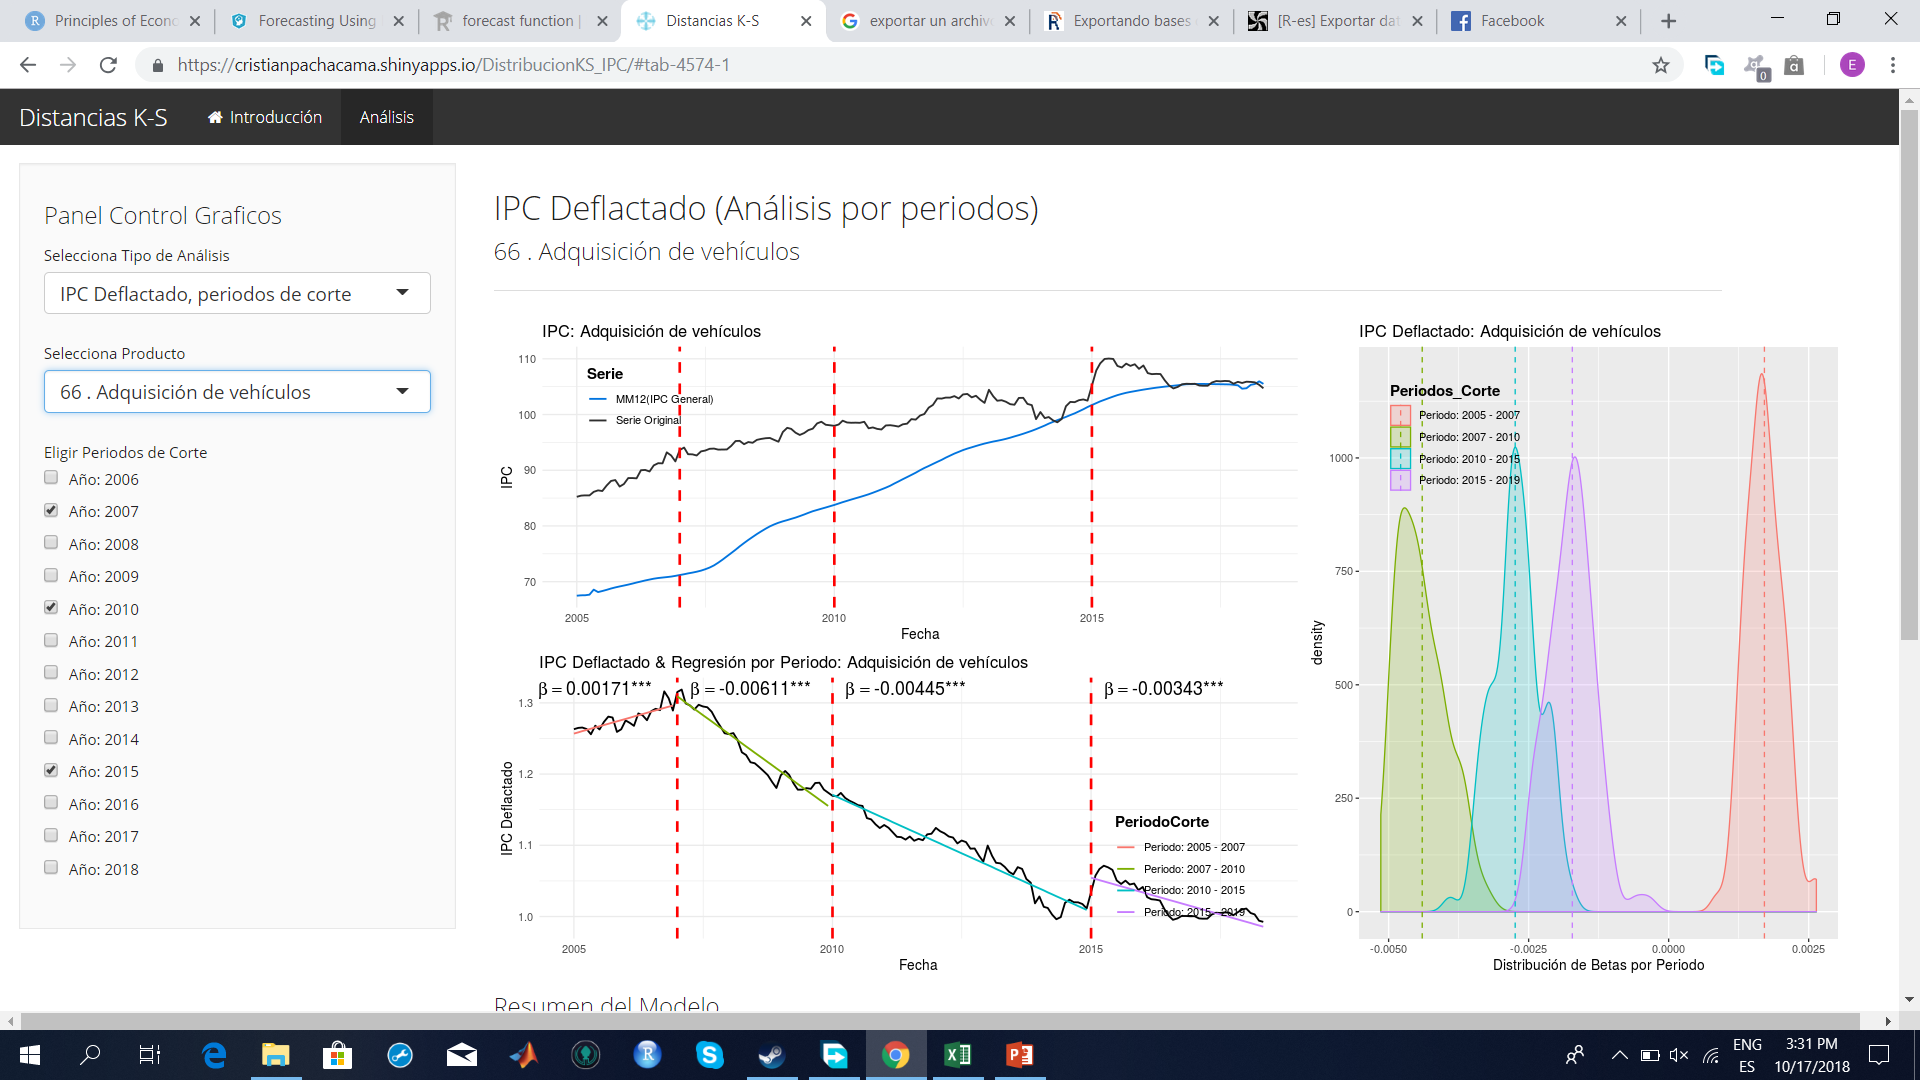 Principles of Econo
Forecasting Using
forecast function |
Distancias K-S
exportar un archivo
Exportando bases
[R-es] Exportar dat
Facebook
https://cristianpachacama.shinyapps.io/DistribucionKS_IPC/#tab-4574-1
0
a
E
Distancias K-S
Introducción
Análisis
Panel Control Graficos
Selecciona Tipo de Análisis
IPC Deflactado, periodos de corte
Selecciona Producto
66 . Adquisición de vehículos
Eligir Periodos de Corte
Año: 2006
Año: 2007
Año: 2008
Año: 2009
Año: 2010
Año: 2011
Año: 2012
Año: 2013
Año: 2014
Año: 2015
Año: 2016
Año: 2017
Año: 2018
IPC Deflactado (Análisis por periodos)
66 . Adquisición de vehículos
IPC: Adquisición de vehículos
Serie
MM12(IPC General)
Serie Original
110
100
90
80
70
IPC
2005
2010
2015
Fecha
IPC Deflactado & Regresión por Periodo: Adquisición de vehículos
β = 0.00171***
β = -0.00611***
β = -0.00445***
β = -0.00343***
1.3
1.2
1.1
1.0
IPC Deflactado
PeriodoCorte
Periodo: 2005 - 2007
Periodo: 2007 - 2010
Periodo: 2010 - 2015
Periodo: 2015 - 2019
2005
2010
2015
Fecha
IPC Deflactado: Adquisición de vehículos
Periodos_Corte
Periodo: 2005 - 2007
Periodo: 2007 - 2010
Periodo: 2010 - 2015
Periodo: 2015 - 2019
1000
750
500
250
0
density
-0.0050
-0.0025
0.0000
0.0025
Distribución de Betas por Periodo
Resumen del Modelo
ENG
ES
3:31 PM
10/17/2018